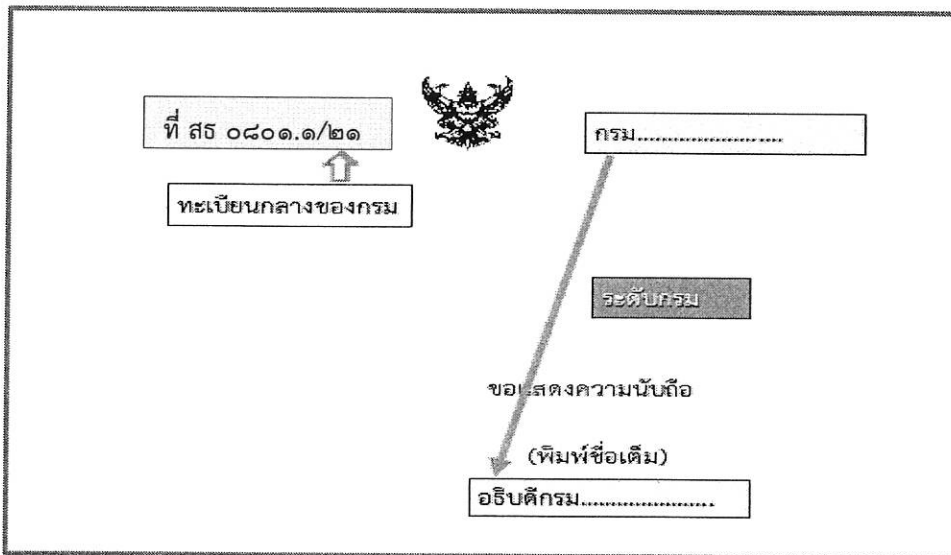 ที่ สธ ๐๘๐๑.๑/๒๑
กรม........................
ทะเบียนกลางของกรม
ระดับกรม
ขอแสดงความนับถือ
(พิมพ์ชื่อเต็ม)
อธิบดีกรม......................